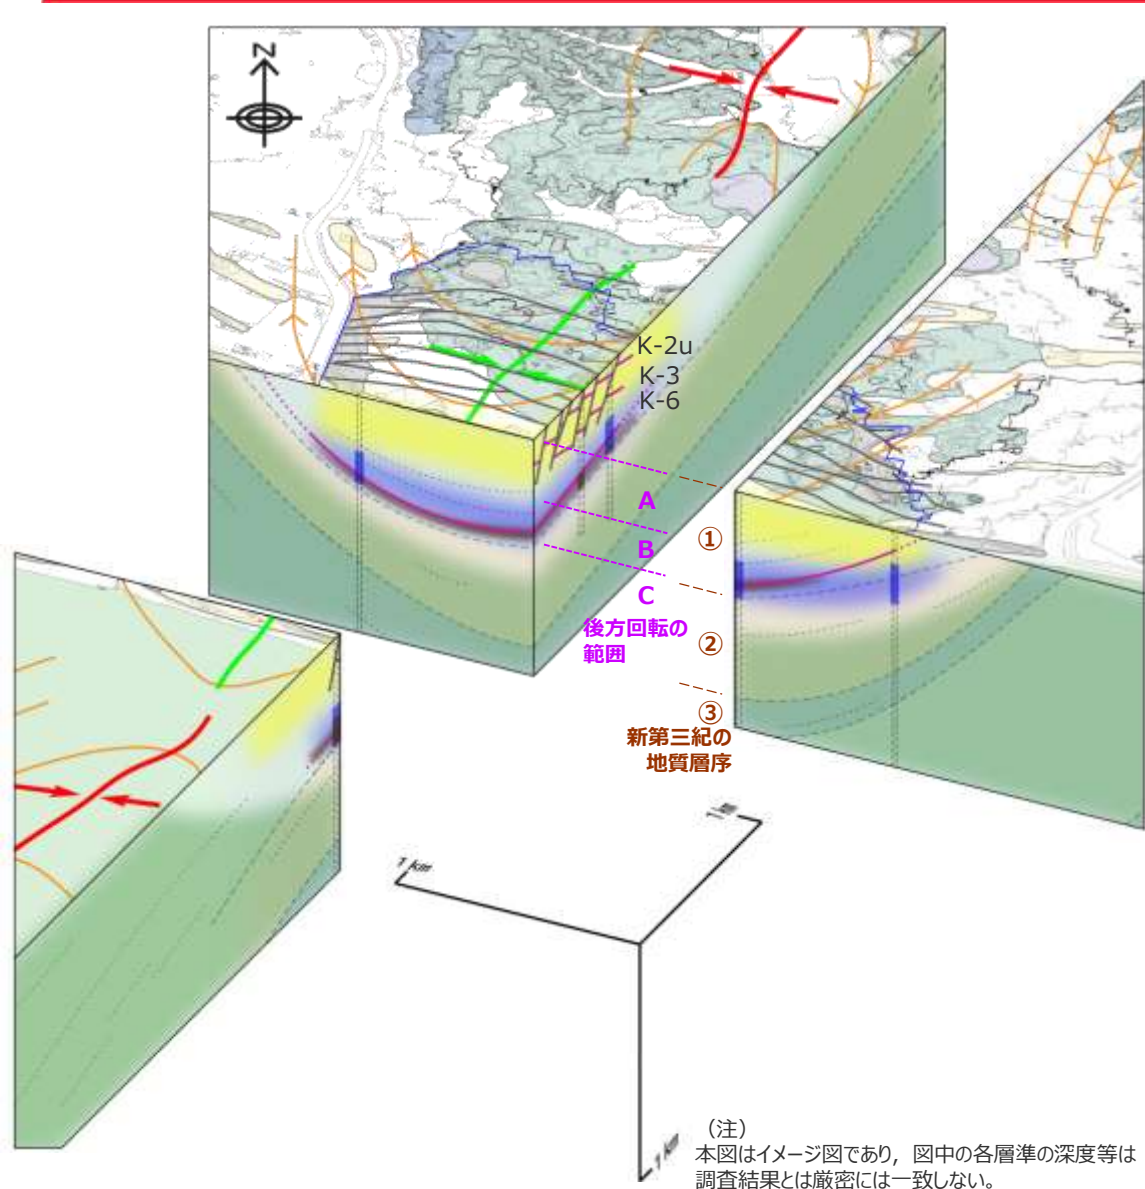 N
K-2u
K-3
K-6
A
B
C
後方回転の
範囲
①
②
③
新第三紀の
地質層序
1 km
1 km
1 km
（注）
本図はイメージ図であり，図中の各層準の深度等は
調査結果とは厳密には一致しない。